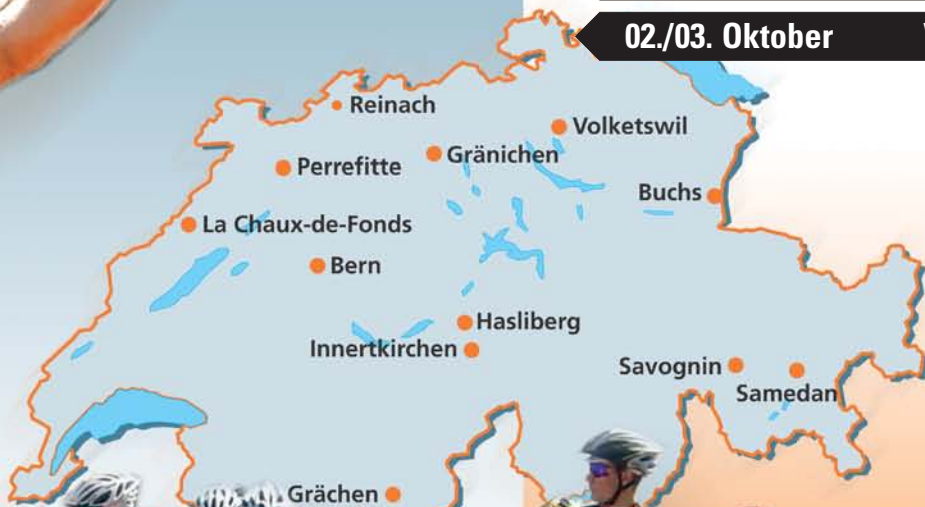 02./03. Oktober
Reinach
Volketswil
Gränichen
Perrefitte
Buchs
La Chaux-de-Fonds
Bern
Hasliberg
Innertkirchen
Savognin
Samedan
Grächen